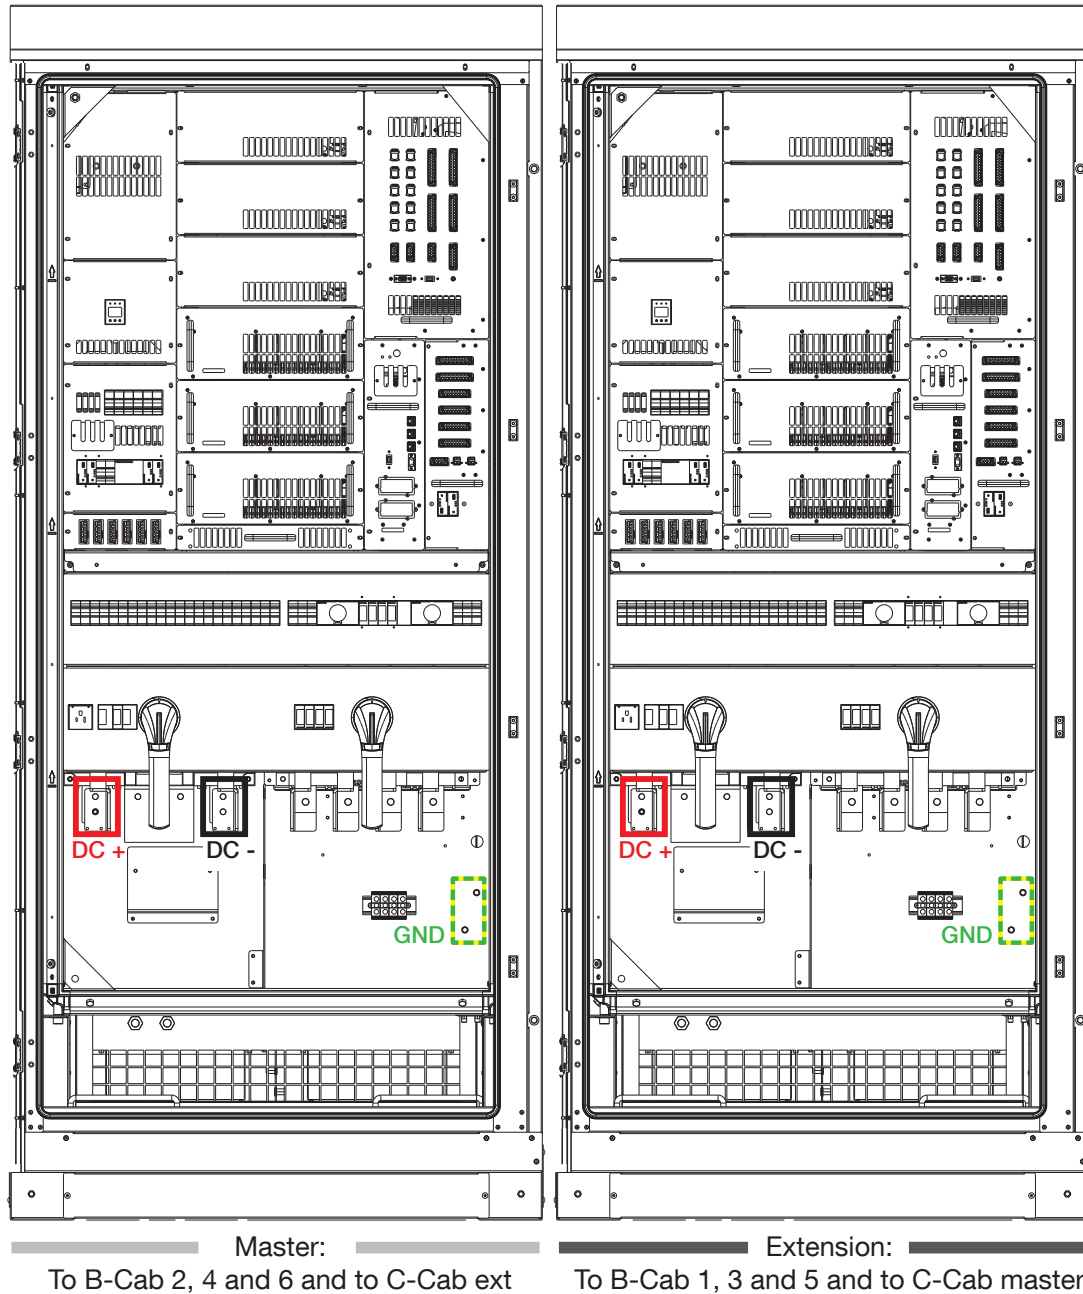 DC +
DC -
DC +
DC -
GND
GND
Master:
Extension:
To B-Cab 2, 4 and 6 and to C-Cab ext
To B-Cab 1, 3 and 5 and to C-Cab master